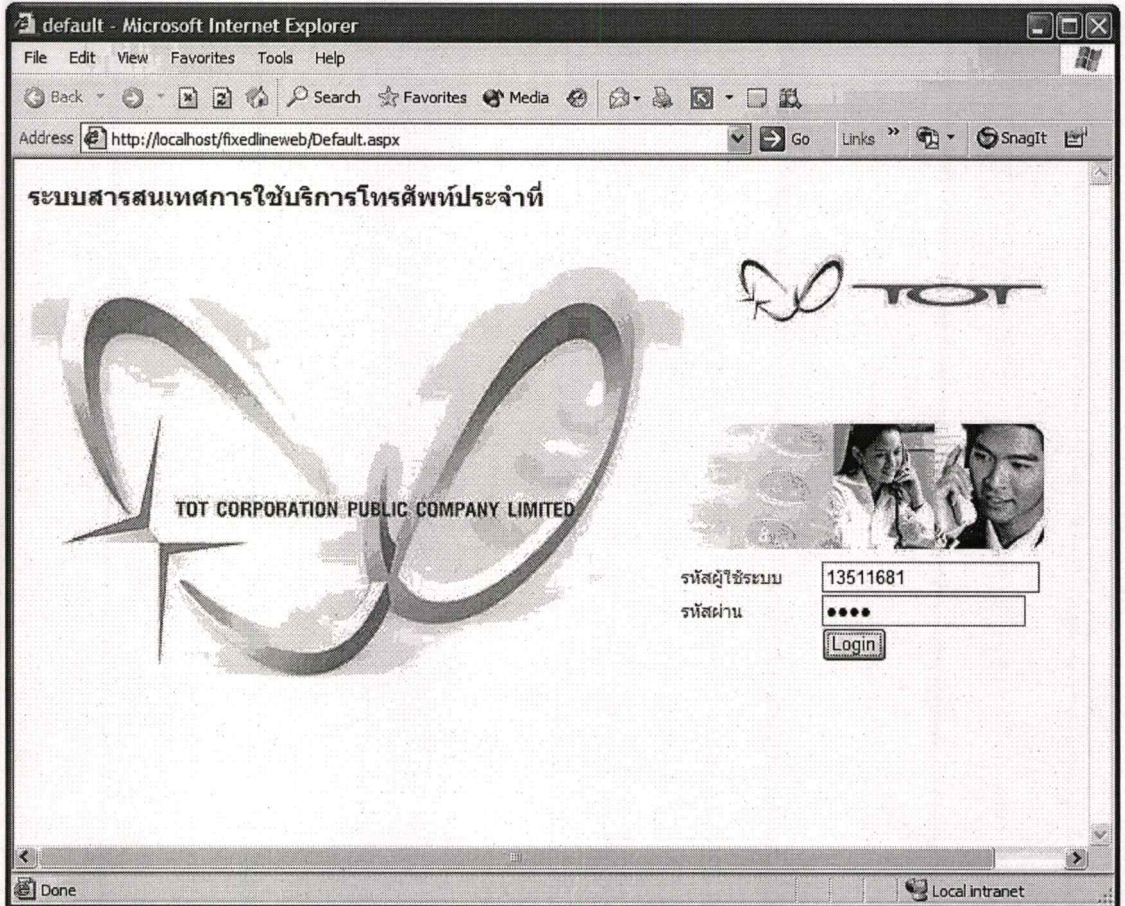 default - Microsoft Internet Explorer
File Edit View Favorites Tools Help
Back Search Favorites Media
Address http://localhost/fixedlineweb/Default.aspx Go Links » SnagIt
ระบบสารสนเทศการใช้บริการโทรศัพท์ประจำที่
TOT
TOT CORPORATION PUBLIC COMPANY LIMITED
รหัสผู้ใช้ระบบ 13511681
รหัสผ่าน ●●●●
Login
Done Local intranet